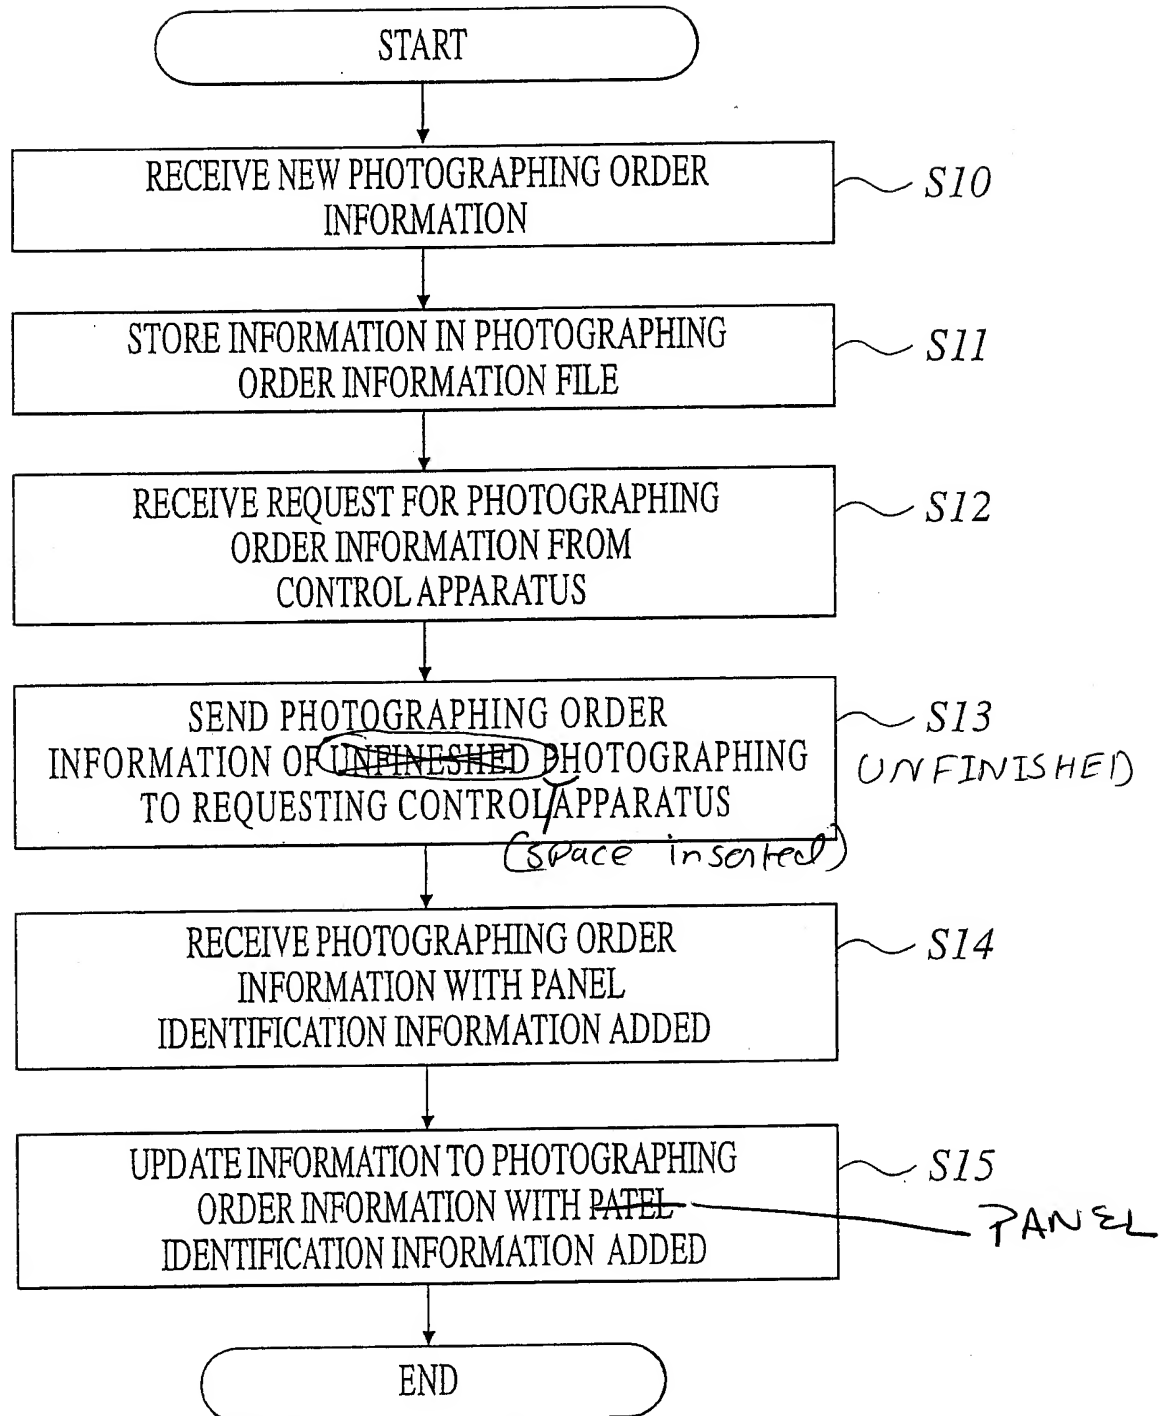 START
RECEIVE NEW PHOTOGRAPHING ORDER
INFORMATION
S10
STORE INFORMATION IN PHOTOGRAPHING
ORDER INFORMATION FILE
S11
RECEIVE REQUEST FOR PHOTOGRAPHING
ORDER INFORMATION FROM
CONTROL APPARATUS
S12
SEND PHOTOGRAPHING ORDER
INFORMATION OF UNFINESHED PHOTOGRAPHING
TO REQUESTING CONTROL APPARATUS
S13
UNFINISHED
(space inserted)
RECEIVE PHOTOGRAPHING ORDER
INFORMATION WITH PANEL
IDENTIFICATION INFORMATION ADDED
S14
UPDATE INFORMATION TO PHOTOGRAPHING
ORDER INFORMATION WITH PATEL
IDENTIFICATION INFORMATION ADDED
S15
PANEL
END